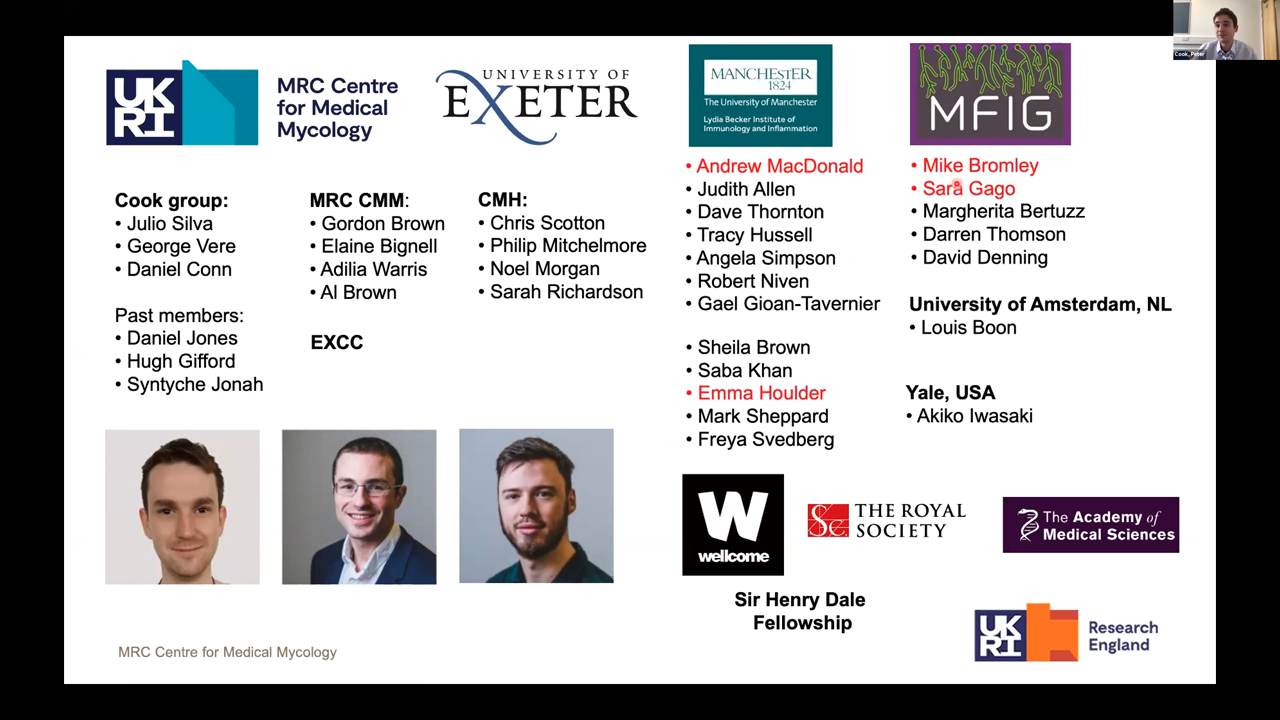 Cook, Peter
UK
RI
MRC Centre
for Medical
Mycology
UNIVERSITY OF
EXETER
MANCHESTER
1824
The University of Manchester
Lydia Becker Institute of
Immunology and Inflammation
MFIG
Cook group:
• Julio Silva
• George Vere
• Daniel Conn
Past members:
• Daniel Jones
• Hugh Gifford
• Syntyche Jonah
MRC CMM:
• Gordon Brown
• Elaine Bignell
• Adilia Warris
• Al Brown
EXCC
CMH:
• Chris Scotton
• Philip Mitchelmore
• Noel Morgan
• Sarah Richardson
• Andrew MacDonald
• Judith Allen
• Dave Thornton
• Tracy Hussell
• Angela Simpson
• Robert Niven
• Gael Gioan-Tavernier
• Sheila Brown
• Saba Khan
• Emma Houlder
• Mark Sheppard
• Freya Svedberg
• Mike Bromley
• Sara Gago
• Margherita Bertuzz
• Darren Thomson
• David Denning
University of Amsterdam, NL
• Louis Boon
Yale, USA
• Akiko Iwasaki
W
wellcome
THE ROYAL
SOCIETY
The Academy of
Medical Sciences
Sir Henry Dale
Fellowship
UK
RI
Research
England
MRC Centre for Medical Mycology